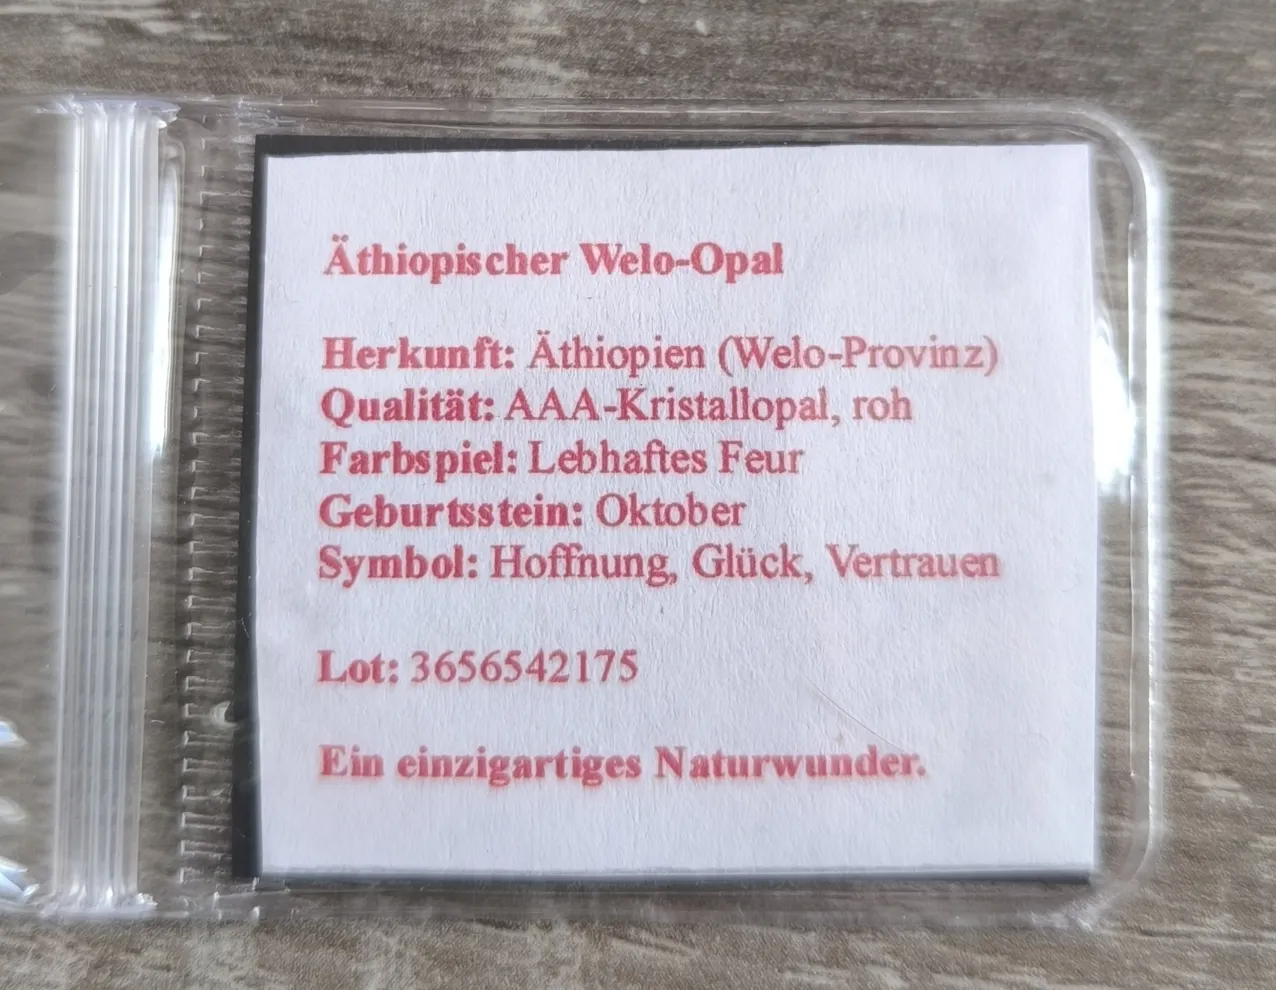 Äthiopischer Welo-Opal
Herkunft: Äthiopien (Welo-Provinz)
Qualität: AAA-Kristallopal, roh
Farbspiel: Lebhaftes Feur
Geburtsstein: Oktober
Symbol: Hoffnung, Glück, Vertrauen
Lot: 3656542175
Ein einzigartiges Naturwunder.